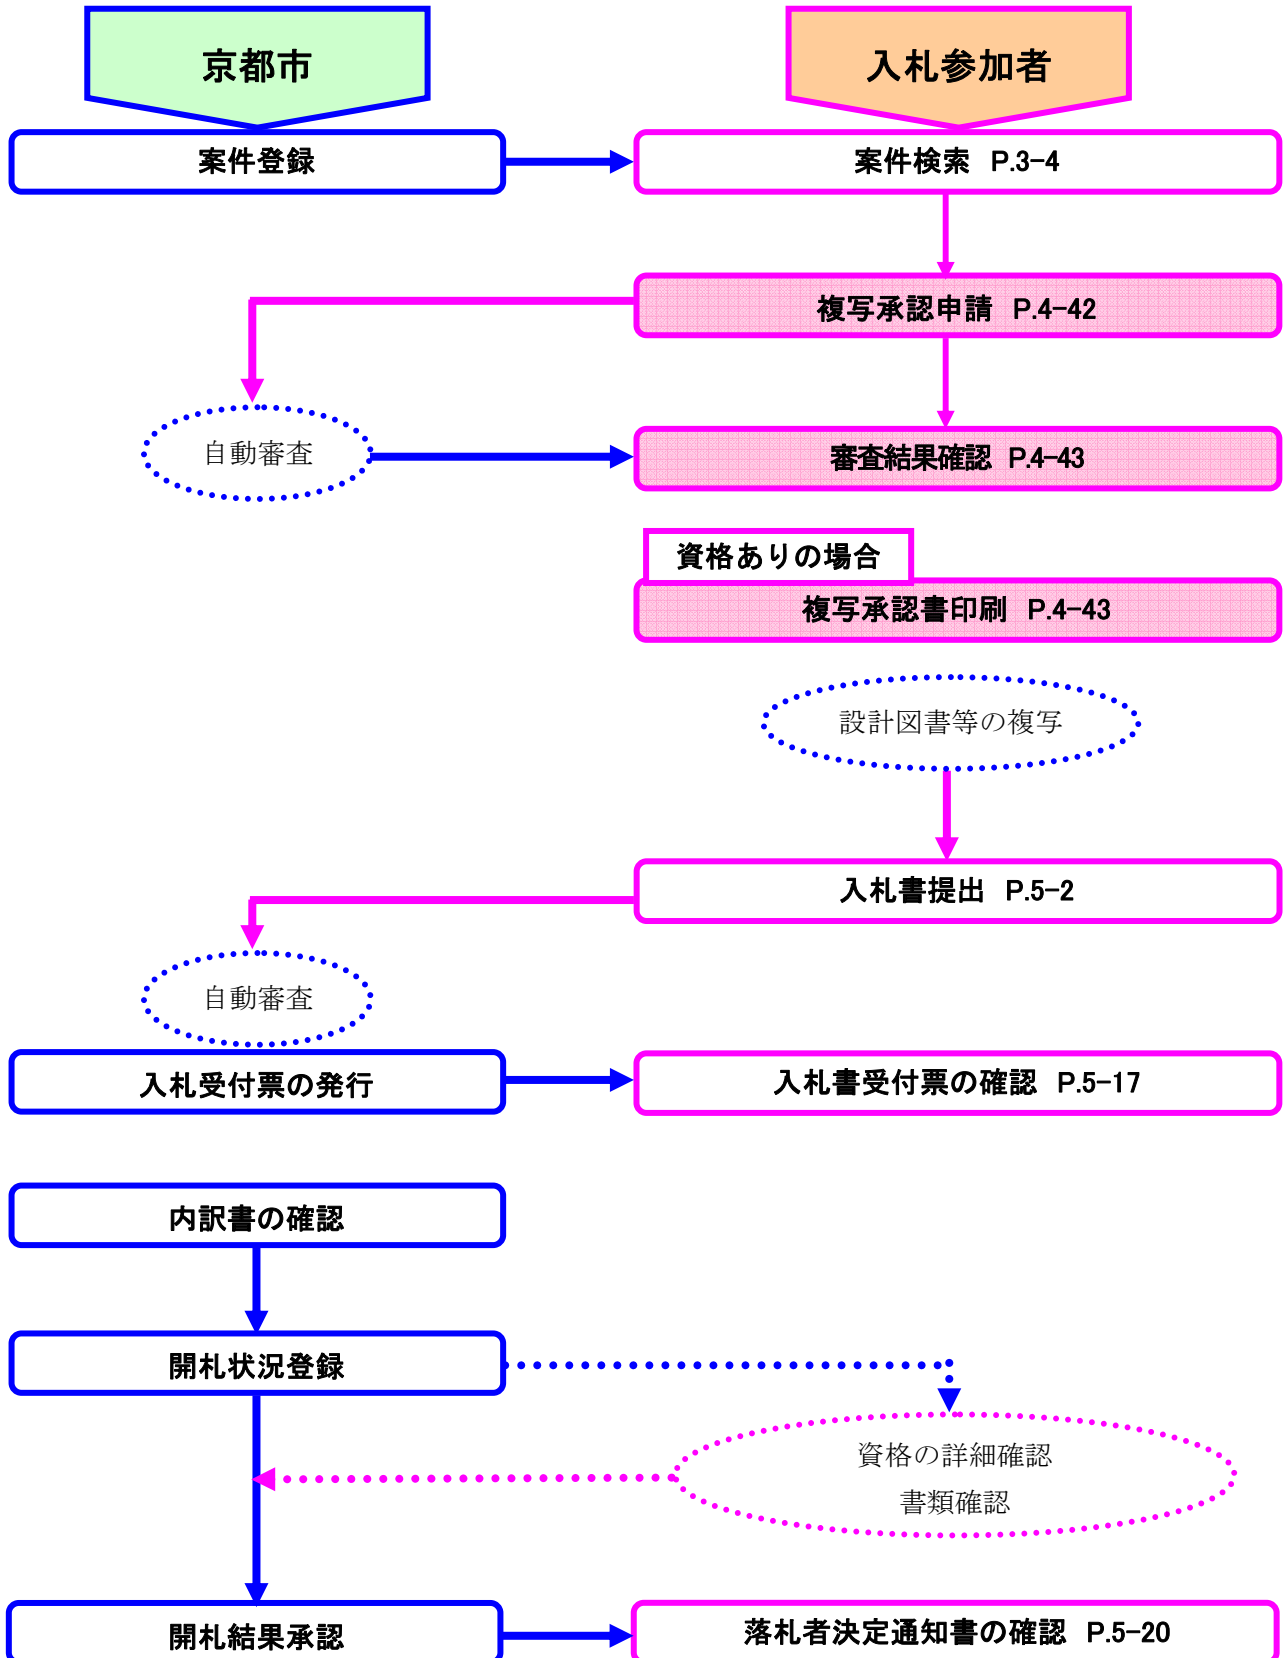 京都市
入札参加者
案件登録
案件検索 P.3-4
複写承認申請 P.4-42
自動審査
審査結果確認 P.4-43
資格ありの場合
複写承認書印刷 P.4-43
設計図書等の複写
入札書提出 P.5-2
自動審査
入札受付票の発行
入札書受付票の確認 P.5-17
内訳書の確認
開札状況登録
資格の詳細確認
書類確認
開札結果承認
落札者決定通知書の確認 P.5-20